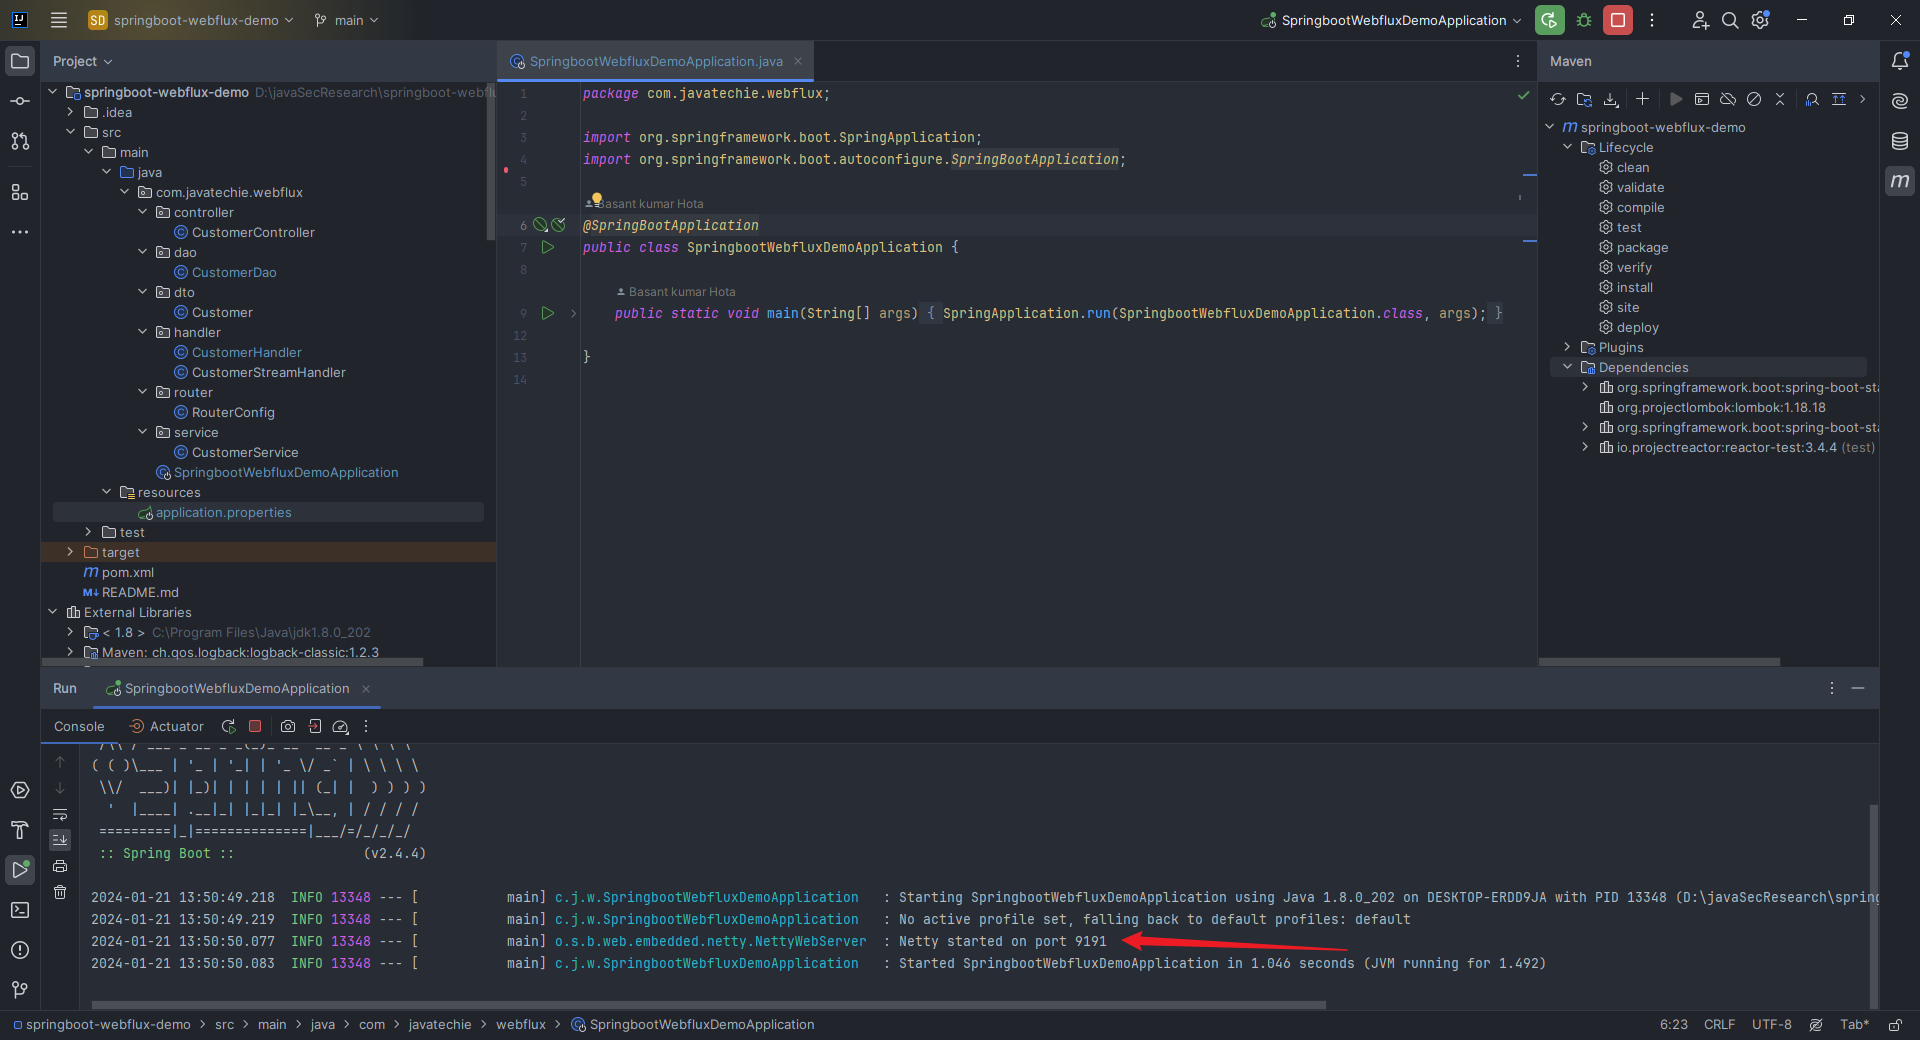 SD springboot-webflux-demo main SpringbootWebfluxDemoApplication
Project
springboot-webflux-demo D:\javaSecResearch\springboot-webflu
.idea
src
main
java
com.javatechie.webflux
controller
CustomerController
dao
CustomerDao
dto
Customer
handler
CustomerHandler
CustomerStreamHandler
router
RouterConfig
service
CustomerService
SpringbootWebfluxDemoApplication
resources
application.properties
test
target
pom.xml
README.md
External Libraries
< 1.8 > C:\Program Files\Java\jdk1.8.0_202
Maven: ch.qos.logback:logback-classic:1.2.3
SpringbootWebfluxDemoApplication.java
1 package com.javatechie.webflux;
2
3 import org.springframework.boot.SpringApplication;
4 import org.springframework.boot.autoconfigure.SpringBootApplication;
5
Basant kumar Hota
6 @SpringBootApplication
7 public class SpringbootWebfluxDemoApplication {
8
Basant kumar Hota
9 public static void main(String[] args) { SpringApplication.run(SpringbootWebfluxDemoApplication.class, args); }
12
13 }
14
Maven
springboot-webflux-demo
Lifecycle
clean
validate
compile
test
package
verify
install
site
deploy
Plugins
Dependencies
org.springframework.boot:spring-boot-sta
org.projectlombok:lombok:1.18.18
org.springframework.boot:spring-boot-sta
io.projectreactor:reactor-test:3.4.4 (test)
Run SpringbootWebfluxDemoApplication
Console Actuator
( ( )\___ | '_ | '_| | '_ \/ _` | \ \ \ \
\\/  ___)| |_)| | | | | || (_| |  ) ) ) )
'  |____| .__|_| |_|_| |_\__, | / / / /
=========|_|==============|___/=/_/_/_/
:: Spring Boot :: (v2.4.4)
2024-01-21 13:50:49.218 INFO 13348 --- [ main] c.j.w.SpringbootWebfluxDemoApplication : Starting SpringbootWebfluxDemoApplication using Java 1.8.0_202 on DESKTOP-ERDD9JA with PID 13348 (D:\javaSecResearch\spring
2024-01-21 13:50:49.219 INFO 13348 --- [ main] c.j.w.SpringbootWebfluxDemoApplication : No active profile set, falling back to default profiles: default
2024-01-21 13:50:50.077 INFO 13348 --- [ main] o.s.b.web.embedded.netty.NettyWebServer : Netty started on port 9191
2024-01-21 13:50:50.083 INFO 13348 --- [ main] c.j.w.SpringbootWebfluxDemoApplication : Started SpringbootWebfluxDemoApplication in 1.046 seconds (JVM running for 1.492)
springboot-webflux-demo > src > main > java > com > javatechie > webflux > SpringbootWebfluxDemoApplication 6:23 CRLF UTF-8 Tab*